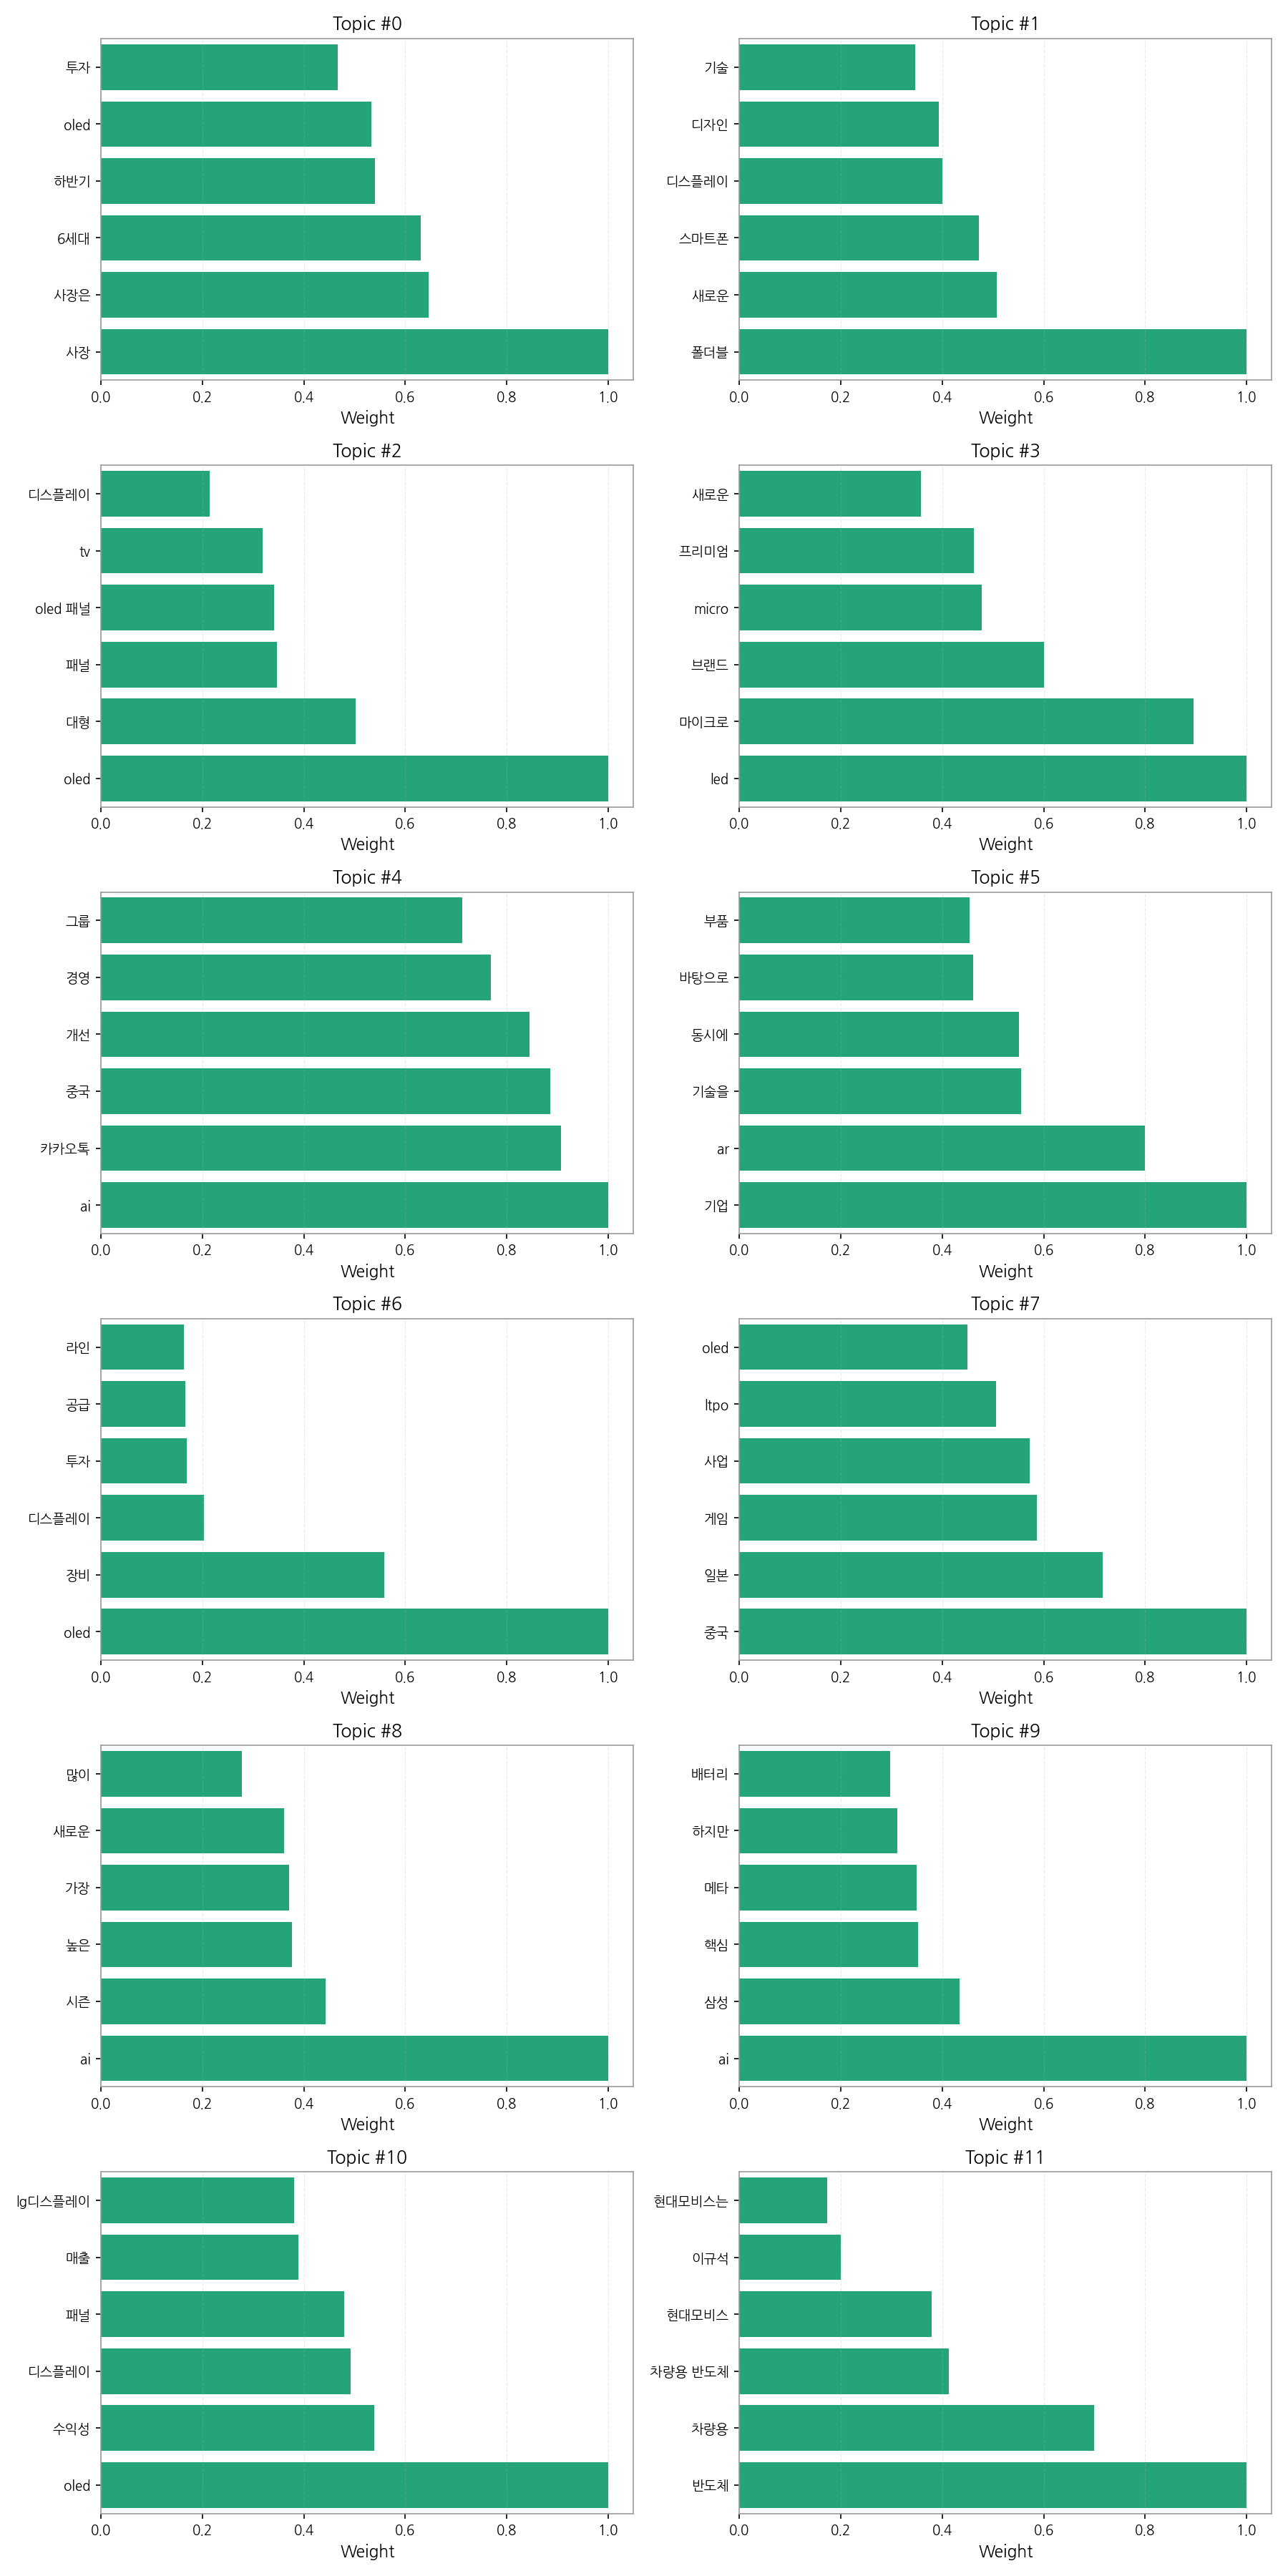 Topic #0
투자
oled
하반기
6세대
사장은
사장
0.0 0.2 0.4 0.6 0.8 1.0
Weight
Topic #1
기술
디자인
디스플레이
스마트폰
새로운
폴더블
0.0 0.2 0.4 0.6 0.8 1.0
Weight
Topic #2
디스플레이
tv
oled 패널
패널
대형
oled
0.0 0.2 0.4 0.6 0.8 1.0
Weight
Topic #3
새로운
프리미엄
micro
브랜드
마이크로
led
0.0 0.2 0.4 0.6 0.8 1.0
Weight
Topic #4
그룹
경영
개선
중국
카카오톡
ai
0.0 0.2 0.4 0.6 0.8 1.0
Weight
Topic #5
부품
바탕으로
동시에
기술을
ar
기업
0.0 0.2 0.4 0.6 0.8 1.0
Weight
Topic #6
라인
공급
투자
디스플레이
장비
oled
0.0 0.2 0.4 0.6 0.8 1.0
Weight
Topic #7
oled
ltpo
사업
게임
일본
중국
0.0 0.2 0.4 0.6 0.8 1.0
Weight
Topic #8
많이
새로운
가장
높은
시즌
ai
0.0 0.2 0.4 0.6 0.8 1.0
Weight
Topic #9
배터리
하지만
메타
핵심
삼성
ai
0.0 0.2 0.4 0.6 0.8 1.0
Weight
Topic #10
lg디스플레이
매출
패널
디스플레이
수익성
oled
0.0 0.2 0.4 0.6 0.8 1.0
Weight
Topic #11
현대모비스는
이규석
현대모비스
차량용 반도체
차량용
반도체
0.0 0.2 0.4 0.6 0.8 1.0
Weight